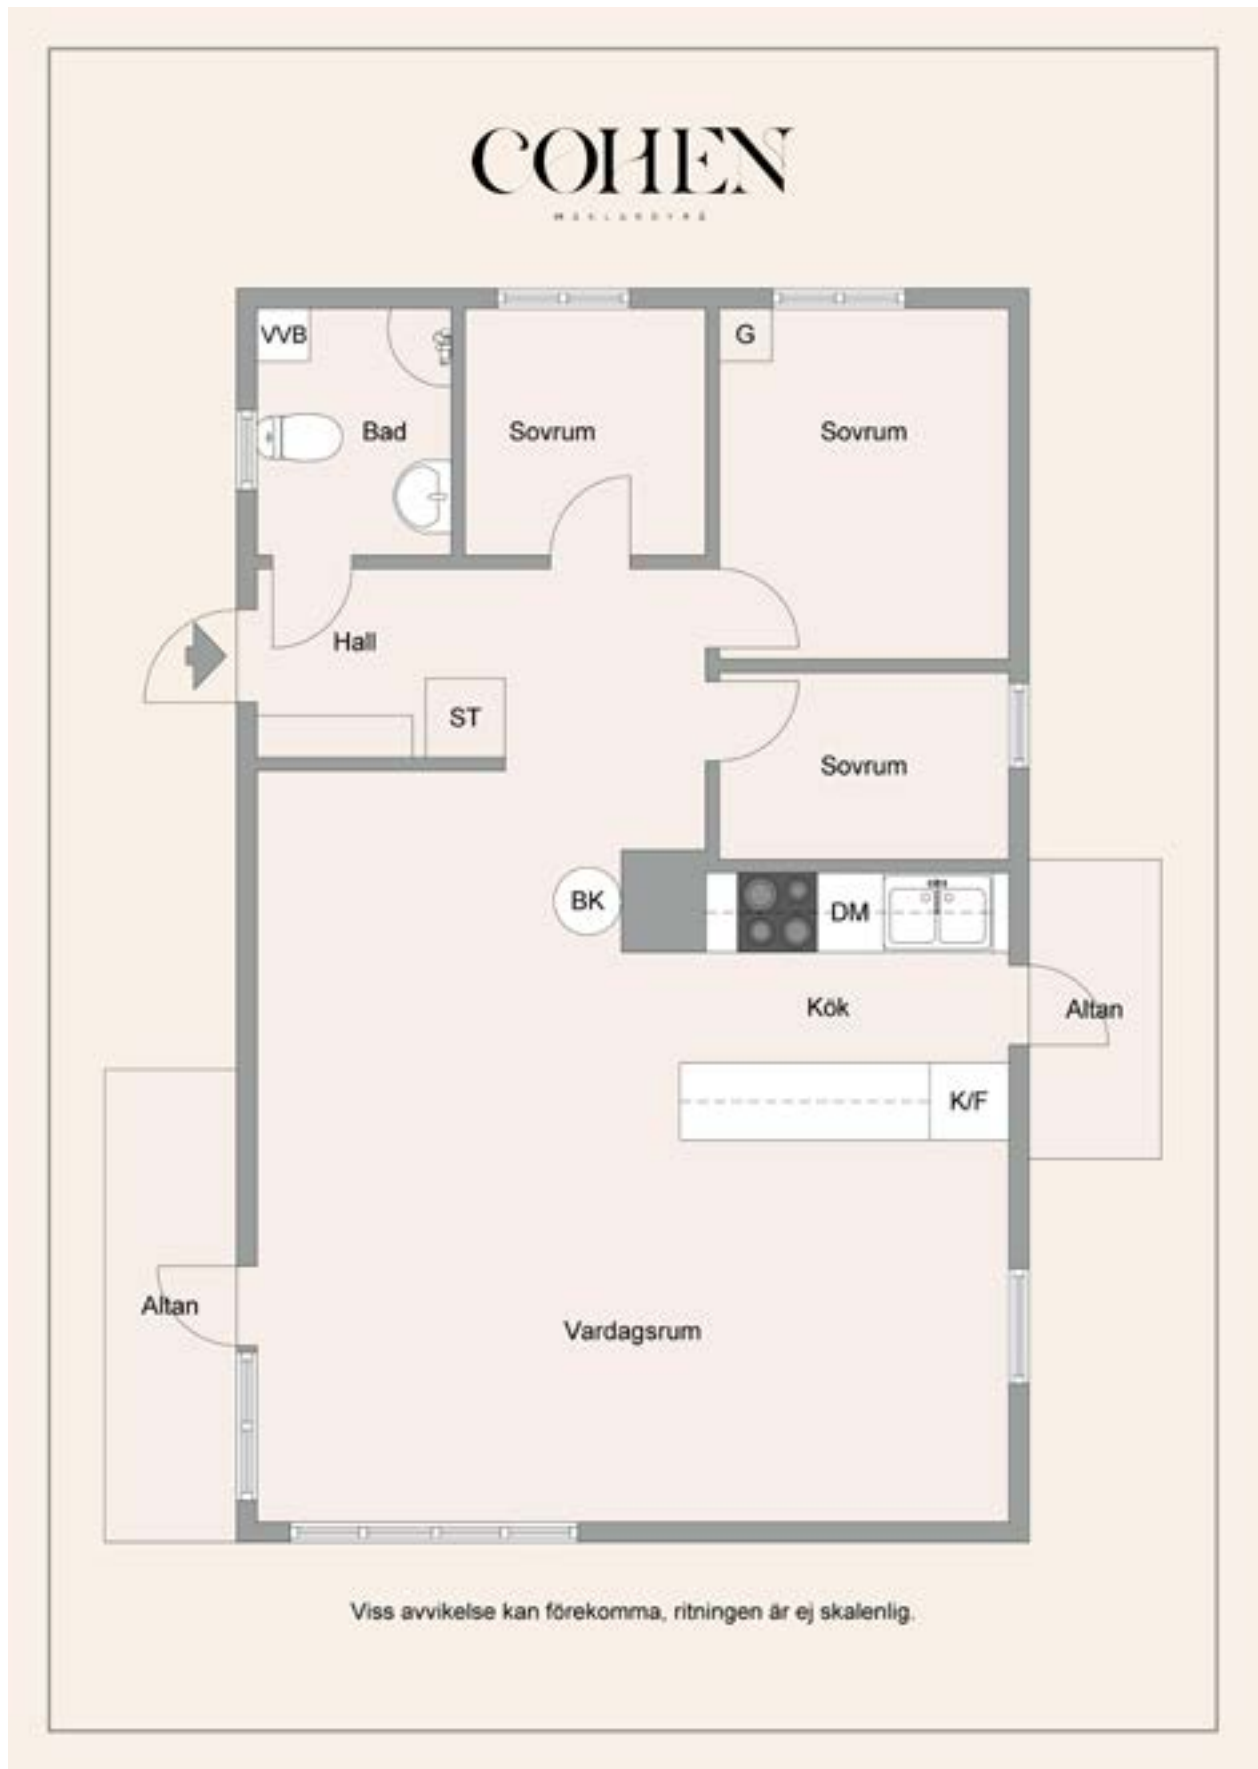 COHEN
MÄKLARBYRÅ
VVB
G
Bad
Sovrum
Sovrum
Hall
ST
Sovrum
BK
DM
Kök
Altan
K/F
Altan
Vardagsrum
Viss avvikelse kan förekomma, ritningen är ej skalenlig.